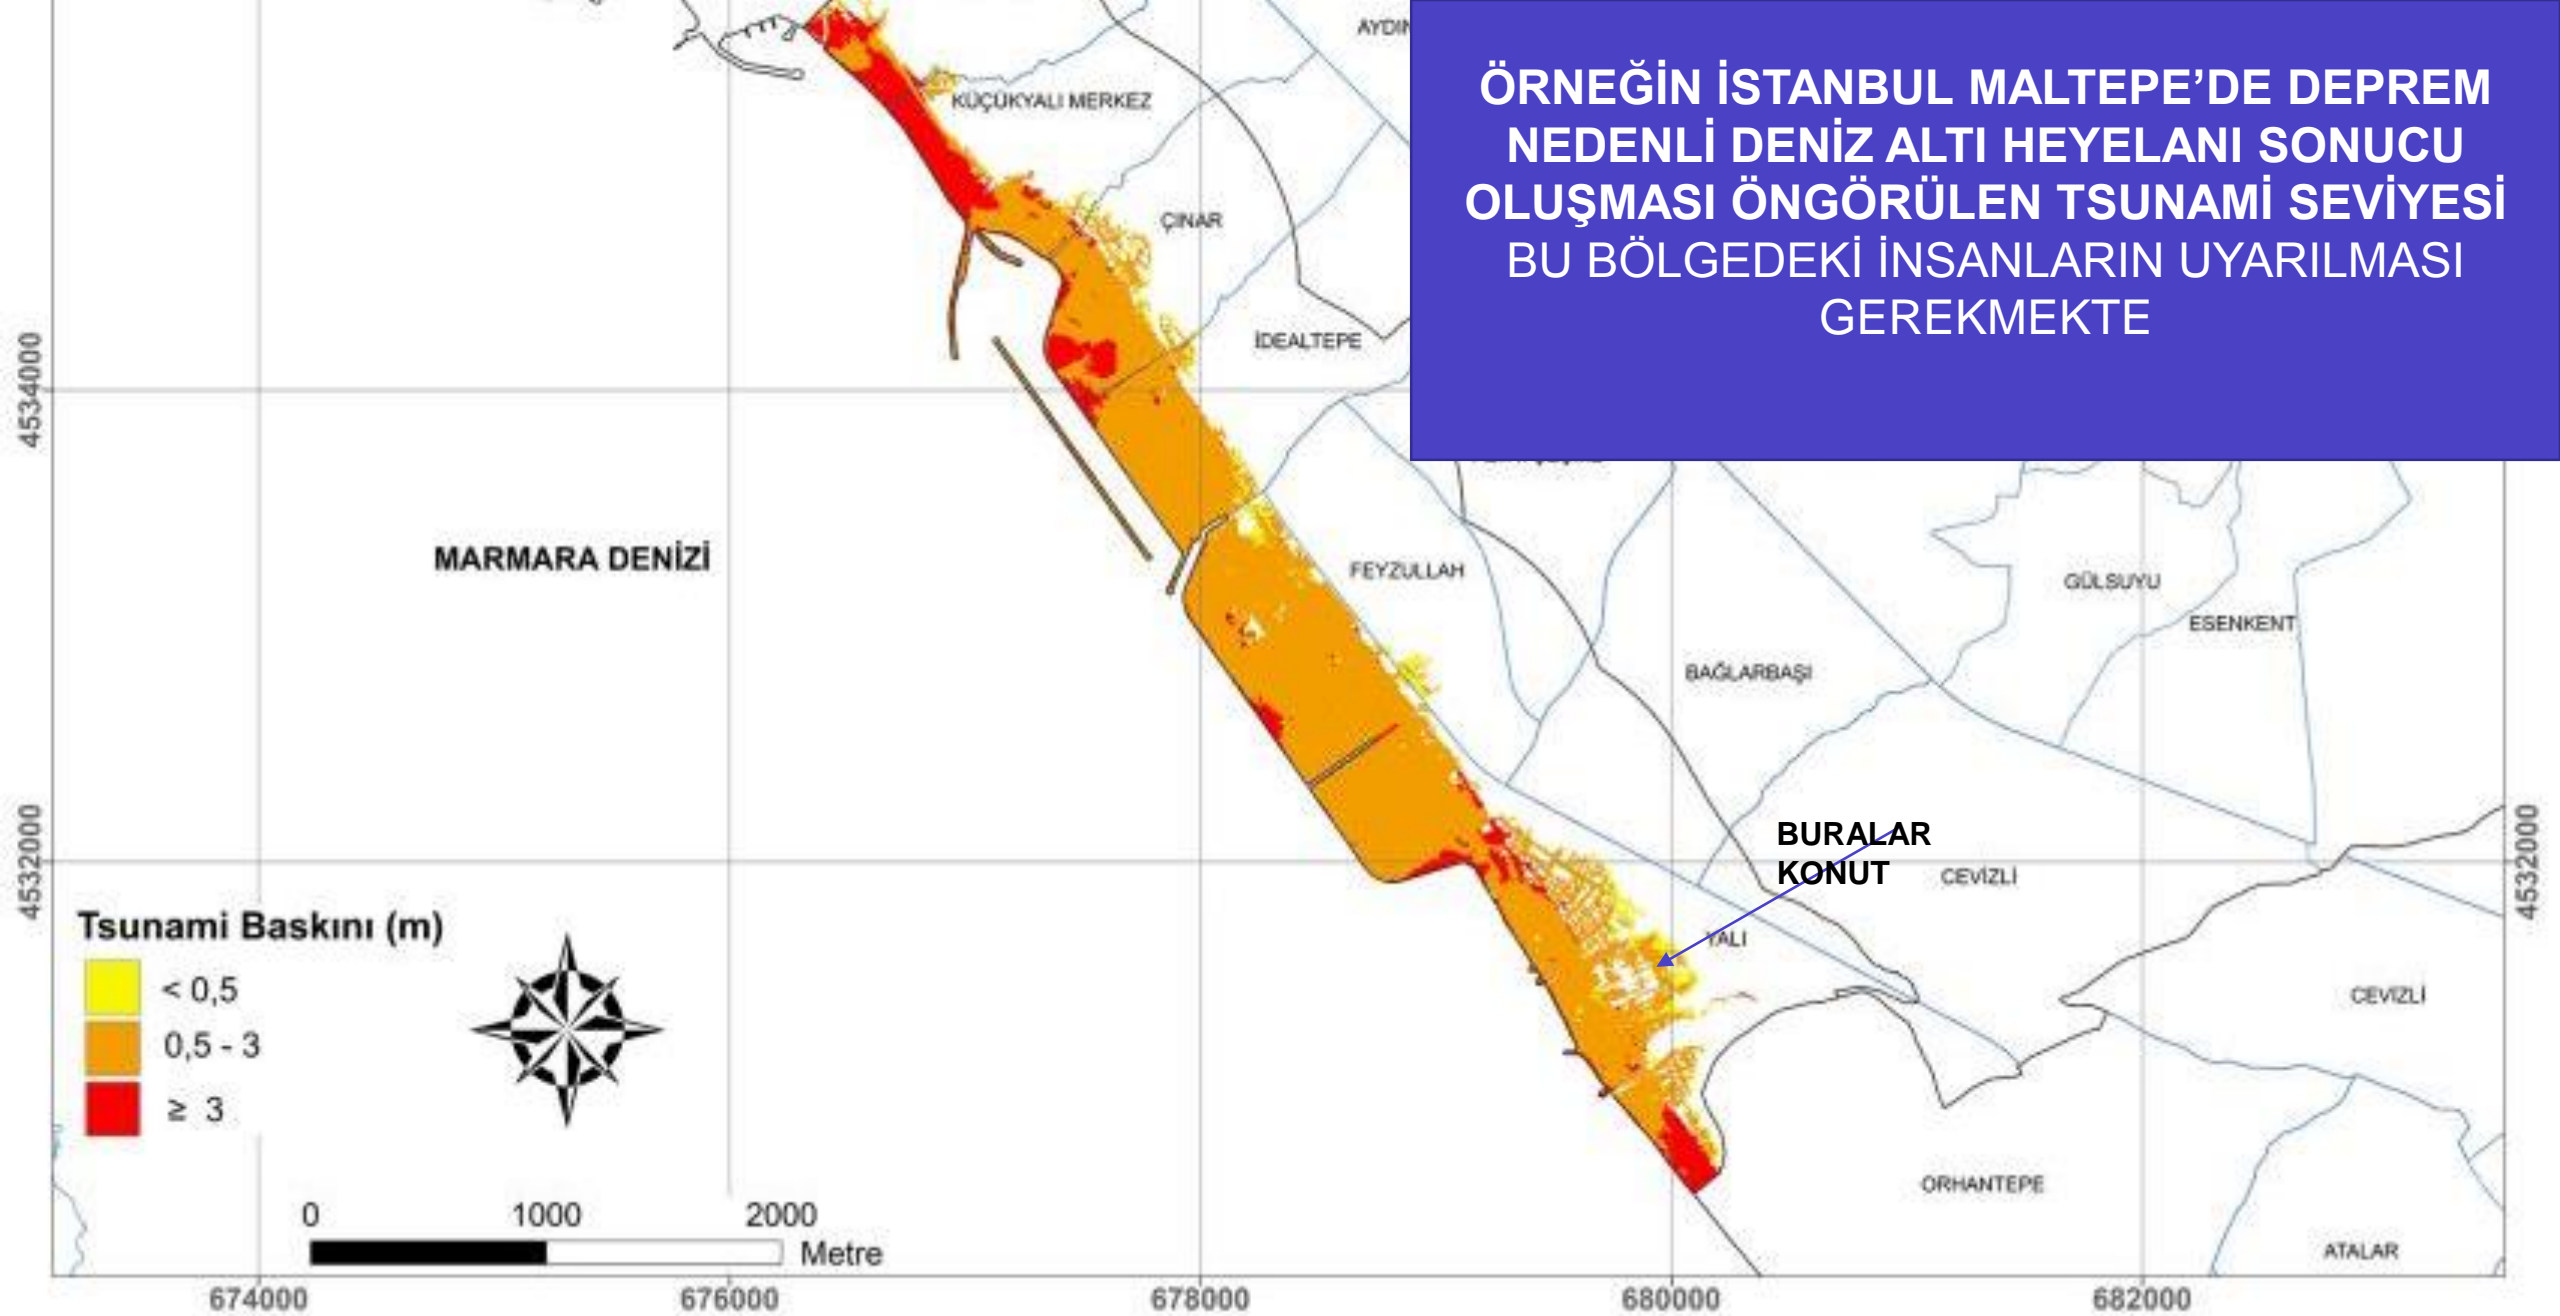 ÖRNEĞİN İSTANBUL MALTEPE’DE DEPREM
NEDENLİ DENİZ ALTI HEYELANI SONUCU
OLUŞMASI ÖNGÖRÜLEN TSUNAMİ SEVİYESİ
BU BÖLGEDEKİ İNSANLARIN UYARILMASI
GEREKMEKTE
KÜÇÜKYALI MERKEZ
ÇINAR
İDEALTEPE
4534000
MARMARA DENİZİ
FEYZULLAH
GÜLSUYU
ESENKENT
BAĞLARBAŞI
BURALAR
KONUT
CEVİZLİ
4532000
4532000
YALI
CEVİZLİ
Tsunami Baskını (m)
< 0,5
0,5 - 3
≥ 3
ORHANTEPE
ATALAR
0 1000 2000
Metre
674000 676000 678000 680000 682000